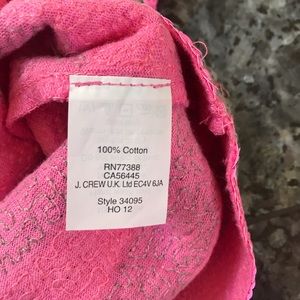 100% Cotton
RN77388
CA56445
J. CREW U.K. Ltd EC4V 6JA
Style 34095
HO 12